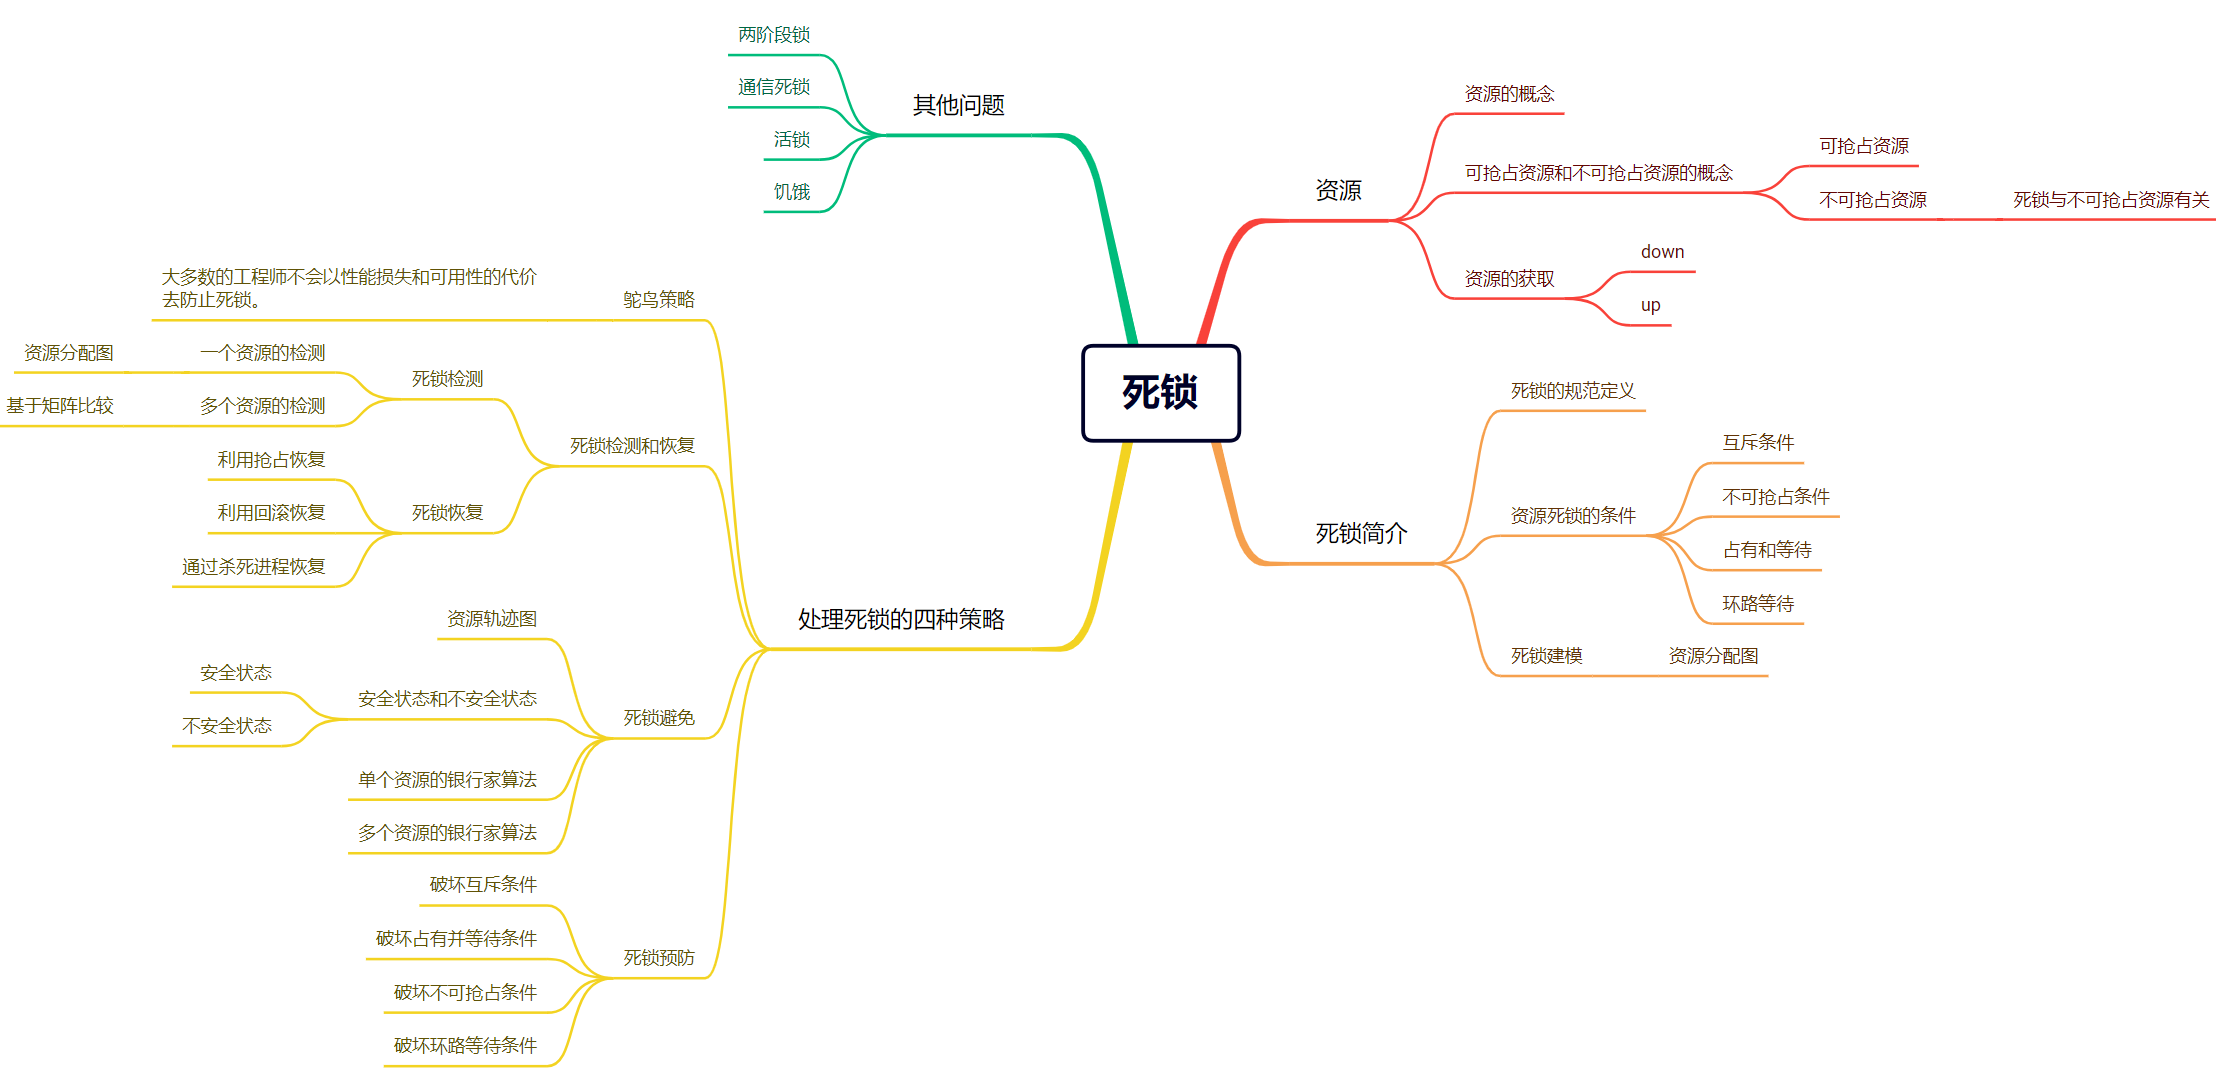 死锁
资源
资源的概念
可抢占资源和不可抢占资源的概念
可抢占资源
不可抢占资源
死锁与不可抢占资源有关
资源的获取
down
up
死锁简介
死锁的规范定义
资源死锁的条件
互斥条件
不可抢占条件
占有和等待
环路等待
死锁建模
资源分配图
处理死锁的四种策略
鸵鸟策略
大多数的工程师不会以性能损失和可用性的代价
去防止死锁。
死锁检测和恢复
死锁检测
一个资源的检测
资源分配图
多个资源的检测
基于矩阵比较
死锁恢复
利用抢占恢复
利用回滚恢复
通过杀死进程恢复
死锁避免
资源轨迹图
安全状态和不安全状态
安全状态
不安全状态
单个资源的银行家算法
多个资源的银行家算法
死锁预防
破坏互斥条件
破坏占有并等待条件
破坏不可抢占条件
破坏环路等待条件
其他问题
两阶段锁
通信死锁
活锁
饥饿